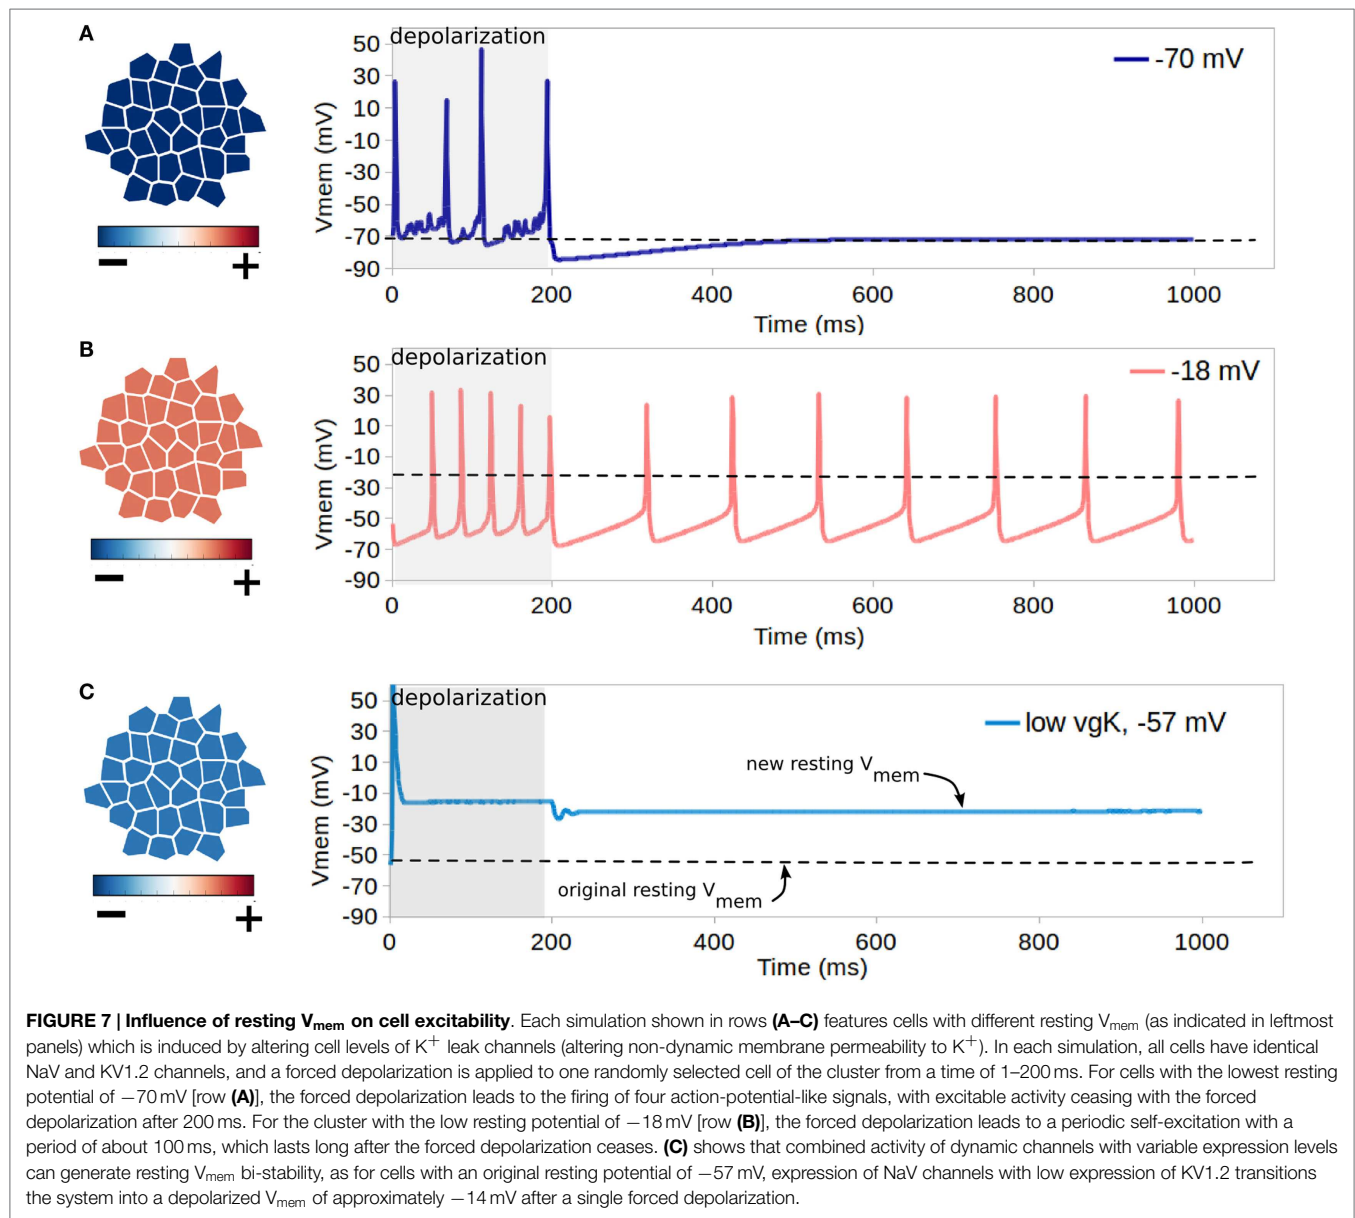 A
depolarization
-70 mV
50
30
10
-10
-30
-50
-70
-90
Vmem (mV)
0 200 400 600 800 1000
Time (ms)
− +
B
depolarization
-18 mV
50
30
10
-10
-30
-50
-70
-90
Vmem (mV)
0 200 400 600 800 1000
Time (ms)
− +
C
depolarization
low vgK, -57 mV
new resting Vmem
original resting Vmem
50
30
10
-10
-30
-50
-70
-90
Vmem (mV)
0 200 400 600 800 1000
Time (ms)
− +
FIGURE 7 | Influence of resting Vmem on cell excitability. Each simulation shown in rows (A–C) features cells with different resting Vmem (as indicated in leftmost
panels) which is induced by altering cell levels of K+ leak channels (altering non-dynamic membrane permeability to K+). In each simulation, all cells have identical
NaV and KV1.2 channels, and a forced depolarization is applied to one randomly selected cell of the cluster from a time of 1–200 ms. For cells with the lowest resting
potential of −70 mV [row (A)], the forced depolarization leads to the firing of four action-potential-like signals, with excitable activity ceasing with the forced
depolarization after 200 ms. For the cluster with the low resting potential of −18 mV [row (B)], the forced depolarization leads to a periodic self-excitation with a
period of about 100 ms, which lasts long after the forced depolarization ceases. (C) shows that combined activity of dynamic channels with variable expression levels
can generate resting Vmem bi-stability, as for cells with an original resting potential of −57 mV, expression of NaV channels with low expression of KV1.2 transitions
the system into a depolarized Vmem of approximately −14 mV after a single forced depolarization.